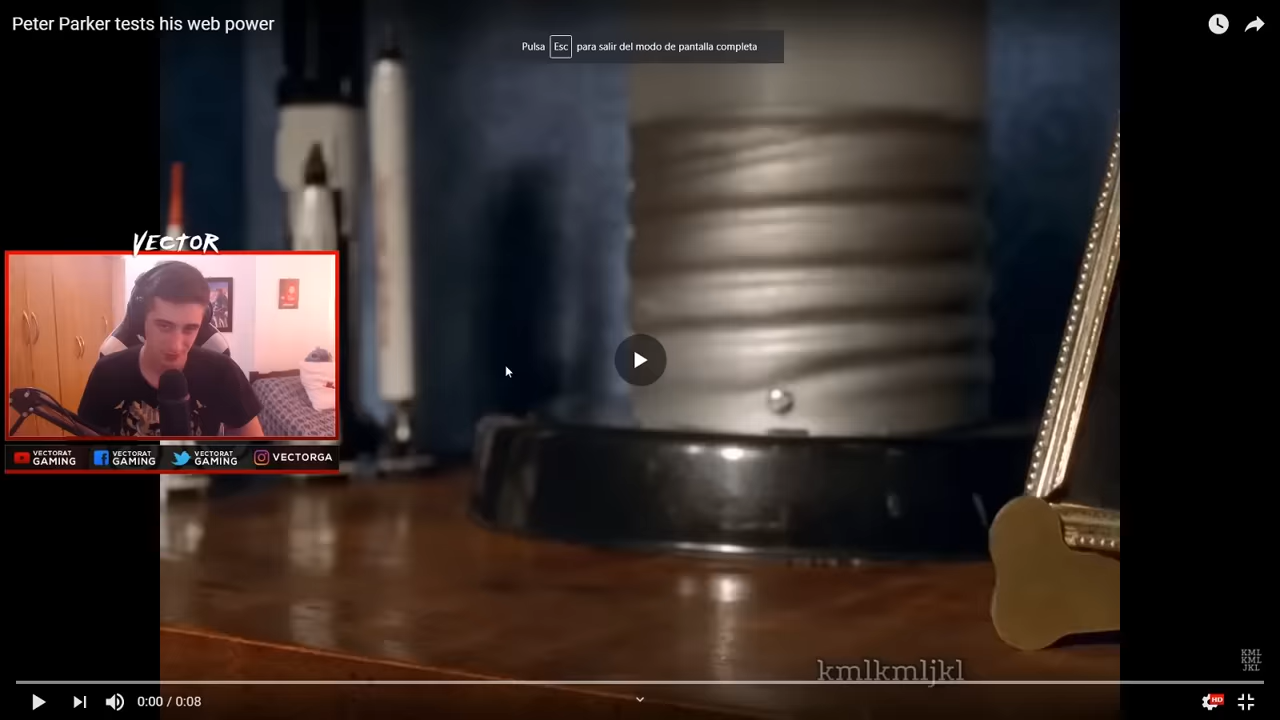 Peter Parker tests his web power
Pulsa Esc para salir del modo de pantalla completa
VECTOR
VECTORAT GAMING
VECTORAT GAMING
VECTORAT GAMING
VECTORGA
kmlkmljkl
KML
KML
JKL
0:00 / 0:08
HD